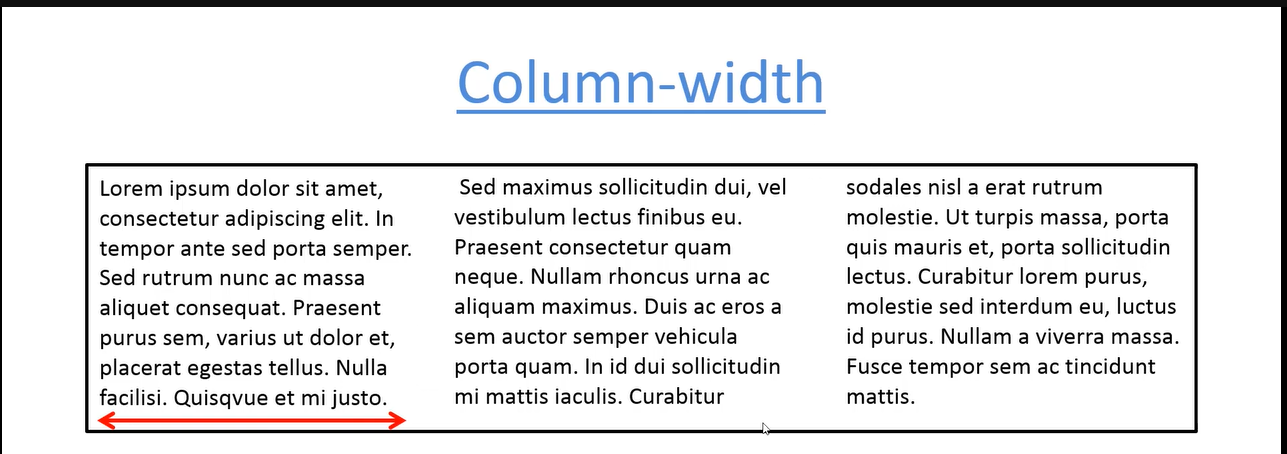 Column-width
Lorem ipsum dolor sit amet,
consectetur adipiscing elit. In
tempor ante sed porta semper.
Sed rutrum nunc ac massa
aliquet consequat. Praesent
purus sem, varius ut dolor et,
placerat egestas tellus. Nulla
facilisi. Quisqvue et mi justo.
Sed maximus sollicitudin dui, vel
vestibulum lectus finibus eu.
Praesent consectetur quam
neque. Nullam rhoncus urna ac
aliquam maximus. Duis ac eros a
sem auctor semper vehicula
porta quam. In id dui sollicitudin
mi mattis iaculis. Curabitur
sodales nisl a erat rutrum
molestie. Ut turpis massa, porta
quis mauris et, porta sollicitudin
lectus. Curabitur lorem purus,
molestie sed interdum eu, luctus
id purus. Nullam a viverra massa.
Fusce tempor sem ac tincidunt
mattis.